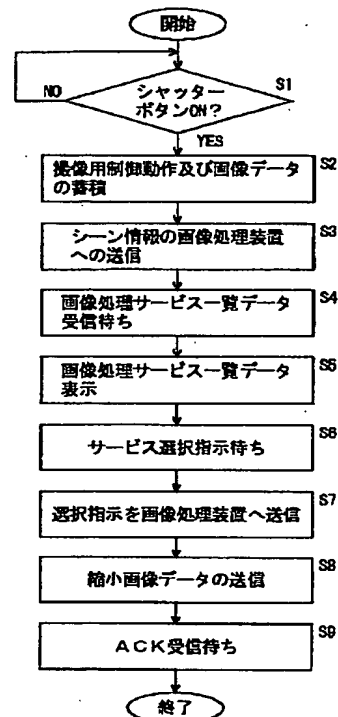 開始
NO
シャッター
ボタンON?
S1
YES
撮像用制御動作及び画像データ
の蓄積
S2
シーン情報の画像処理装置
への送信
S3
画像処理サービス一覧データ
受信待ち
S4
画像処理サービス一覧データ
表示
S5
サービス選択指示待ち
S6
選択指示を画像処理装置へ送信
S7
縮小画像データの送信
S8
ACK受信待ち
S9
終了